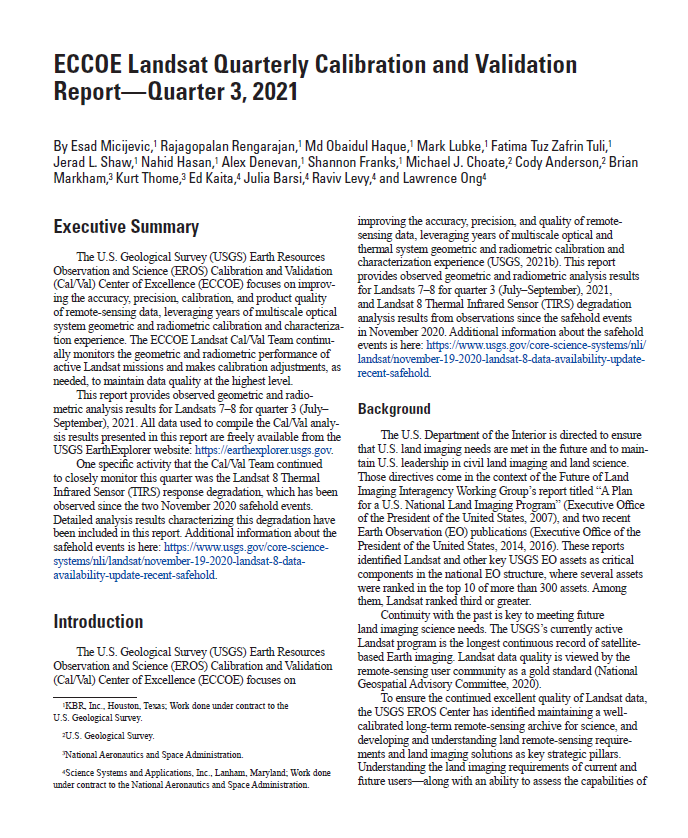 ECCOE Landsat Quarterly Calibration and Validation
Report—Quarter 3, 2021
By Esad Micijevic,¹ Rajagopalan Rengarajan,¹ Md Obaidul Haque,¹ Mark Lubke,¹ Fatima Tuz Zafrin Tuli,¹
Jerad L. Shaw,¹ Nahid Hasan,¹ Alex Denevan,¹ Shannon Franks,¹ Michael J. Choate,² Cody Anderson,² Brian
Markham,³ Kurt Thome,³ Ed Kaita,⁴ Julia Barsi,⁴ Raviv Levy,⁴ and Lawrence Ong⁴
Executive Summary
The U.S. Geological Survey (USGS) Earth Resources
Observation and Science (EROS) Calibration and Validation
(Cal/Val) Center of Excellence (ECCOE) focuses on improv-
ing the accuracy, precision, calibration, and product quality
of remote-sensing data, leveraging years of multiscale optical
system geometric and radiometric calibration and characteriza-
tion experience. The ECCOE Landsat Cal/Val Team continu-
ally monitors the geometric and radiometric performance of
active Landsat missions and makes calibration adjustments, as
needed, to maintain data quality at the highest level.
This report provides observed geometric and radio-
metric analysis results for Landsats 7–8 for quarter 3 (July–
September), 2021. All data used to compile the Cal/Val analy-
sis results presented in this report are freely available from the
USGS EarthExplorer website: https://earthexplorer.usgs.gov.
One specific activity that the Cal/Val Team continued
to closely monitor this quarter was the Landsat 8 Thermal
Infrared Sensor (TIRS) response degradation, which has been
observed since the two November 2020 safehold events.
Detailed analysis results characterizing this degradation have
been included in this report. Additional information about the
safehold events is here: https://www.usgs.gov/core-science-
systems/nli/landsat/november-19-2020-landsat-8-data-
availability-update-recent-safehold.
Introduction
The U.S. Geological Survey (USGS) Earth Resources
Observation and Science (EROS) Calibration and Validation
(Cal/Val) Center of Excellence (ECCOE) focuses on
¹KBR, Inc., Houston, Texas; Work done under contract to the
U.S. Geological Survey.
²U.S. Geological Survey.
³National Aeronautics and Space Administration.
⁴Science Systems and Applications, Inc., Lanham, Maryland; Work done
under contract to the National Aeronautics and Space Administration.
improving the accuracy, precision, and quality of remote-
sensing data, leveraging years of multiscale optical and
thermal system geometric and radiometric calibration and
characterization experience (USGS, 2021b). This report
provides observed geometric and radiometric analysis results
for Landsats 7–8 for quarter 3 (July–September), 2021,
and Landsat 8 Thermal Infrared Sensor (TIRS) degradation
analysis results from observations since the safehold events
in November 2020. Additional information about the safehold
events is here: https://www.usgs.gov/core-science-systems/nli/
landsat/november-19-2020-landsat-8-data-availability-update-
recent-safehold.
Background
The U.S. Department of the Interior is directed to ensure
that U.S. land imaging needs are met in the future and to main-
tain U.S. leadership in civil land imaging and land science.
Those directives come in the context of the Future of Land
Imaging Interagency Working Group's report titled “A Plan
for a U.S. National Land Imaging Program” (Executive Office
of the President of the United States, 2007), and two recent
Earth Observation (EO) publications (Executive Office of the
President of the United States, 2014, 2016). These reports
identified Landsat and other key USGS EO assets as critical
components in the national EO structure, where several assets
were ranked in the top 10 of more than 300 assets. Among
them, Landsat ranked third or greater.
Continuity with the past is key to meeting future
land imaging science needs. The USGS's currently active
Landsat program is the longest continuous record of satellite-
based Earth imaging. Landsat data quality is viewed by the
remote-sensing user community as a gold standard (National
Geospatial Advisory Committee, 2020).
To ensure the continued excellent quality of Landsat data,
the USGS EROS Center has identified maintaining a well-
calibrated long-term remote-sensing archive for science, and
developing and understanding land remote-sensing require-
ments and land imaging solutions as key strategic pillars.
Understanding the land imaging requirements of current and
future users—along with an ability to assess the capabilities of